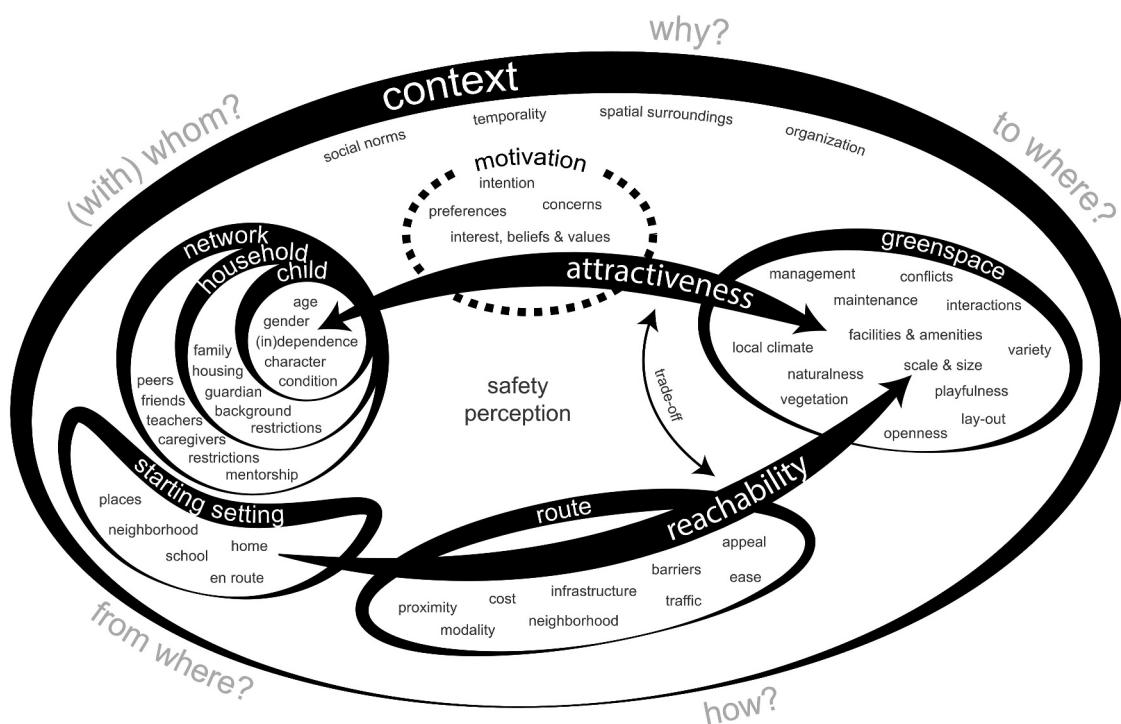 why?
(with) whom?
to where?
context
social norms
temporality
spatial surroundings
organization
motivation
intention
preferences
concerns
interest, beliefs & values
attractiveness
network
household
child
age
gender
(in)dependence
character
condition
family
housing
guardian
background
restrictions
peers
friends
teachers
caregivers
restrictions
mentorship
safety
perception
trade-off
greenspace
management
conflicts
maintenance
interactions
facilities & amenities
local climate
variety
scale & size
naturalness
playfulness
vegetation
lay-out
openness
starting setting
places
neighborhood
home
school
en route
route
reachability
appeal
barriers
ease
infrastructure
cost
traffic
proximity
neighborhood
modality
from where?
how?